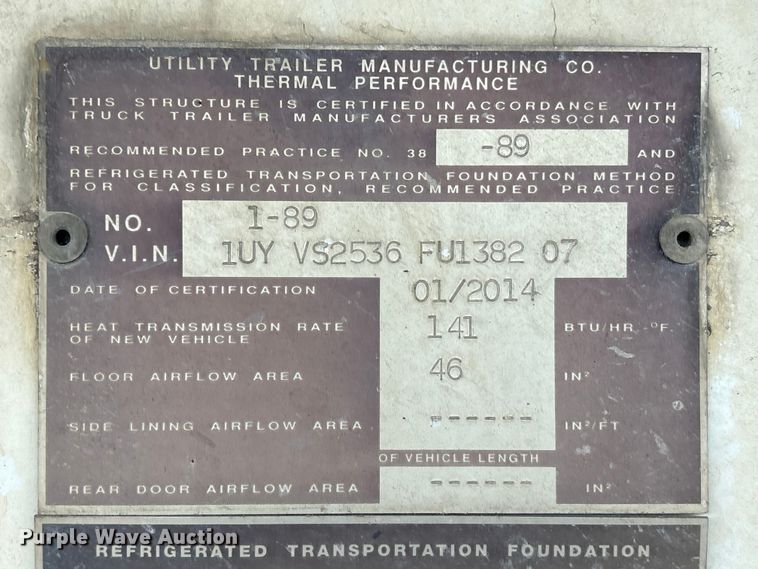 UTILITY TRAILER MANUFACTURING CO.
THERMAL PERFORMANCE
THIS STRUCTURE IS CERTIFIED IN ACCORDANCE WITH
TRUCK TRAILER MANUFACTURERS ASSOCIATION
RECOMMENDED PRACTICE NO. 38 -89 AND
REFRIGERATED TRANSPORTATION FOUNDATION METHOD
FOR CLASSIFICATION, RECOMMENDED PRACTICE
NO. 1-89
V.I.N. 1UY VS2536 FU1382 07
DATE OF CERTIFICATION 01/2014
HEAT TRANSMISSION RATE
OF NEW VEHICLE 141 BTU/HR -°F.
FLOOR AIRFLOW AREA 46 IN²
SIDE LINING AIRFLOW AREA ------ IN²/FT
OF VEHICLE LENGTH
REAR DOOR AIRFLOW AREA ------ IN²
REFRIGERATED TRANSPORTATION FOUNDATION
Purple Wave Auction